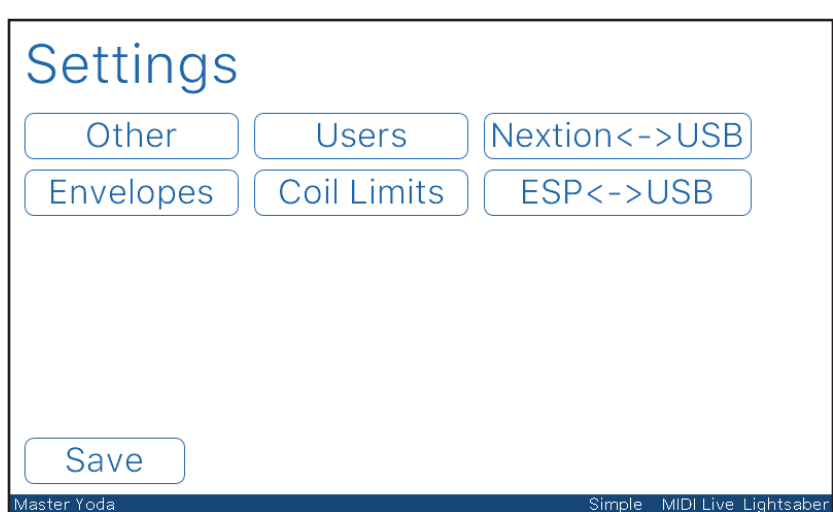 Settings
Other Users Nextion<->USB
Envelopes Coil Limits ESP<->USB
Save
Master Yoda Simple MIDI Live Lightsaber